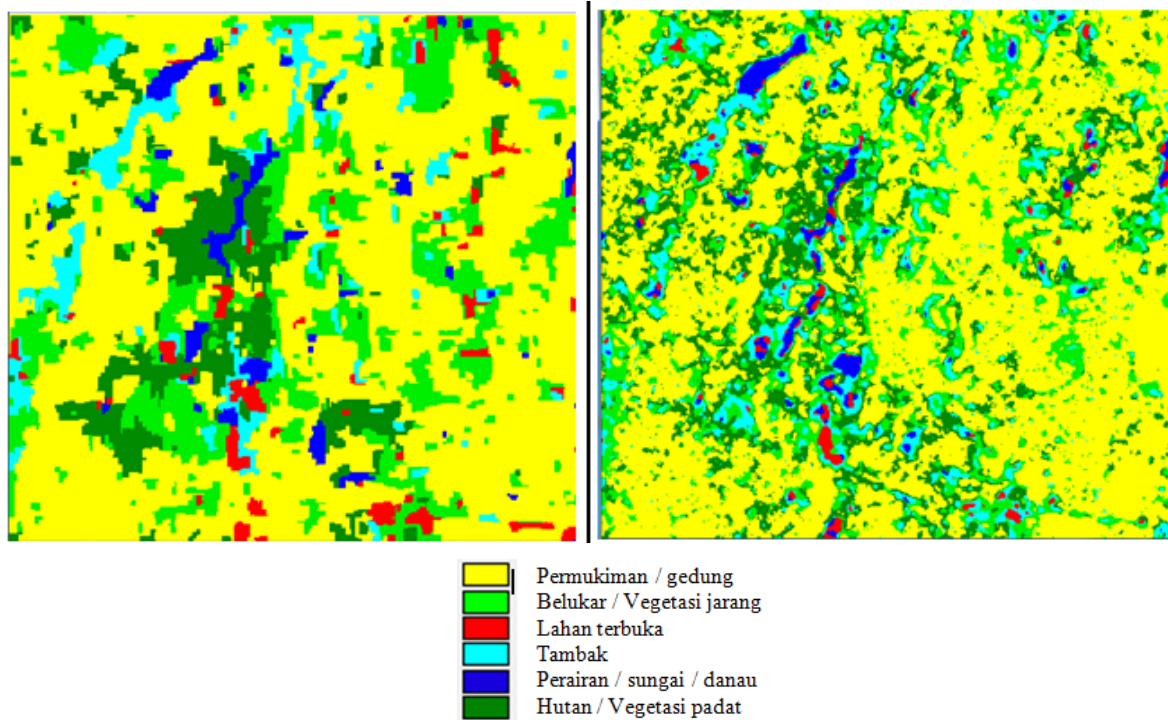 Permukiman / gedung
Belukar / Vegetasi jarang
Lahan terbuka
Tambak
Perairan / sungai / danau
Hutan / Vegetasi padat